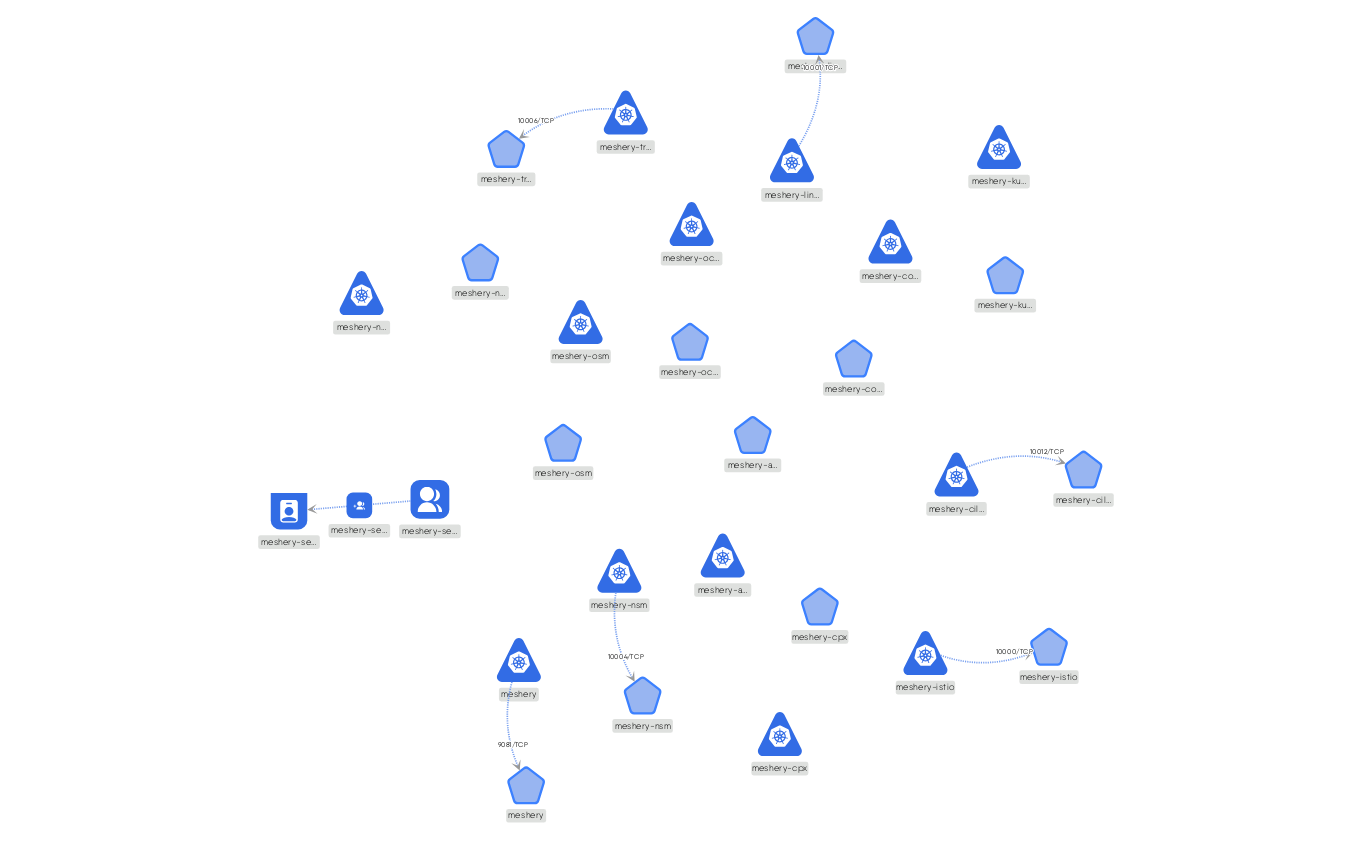 10001/TCP
10006/TCP
meshery-tr...
meshery-tr...
meshery-ku...
meshery-lin...
meshery-oc...
meshery-co...
meshery-n...
meshery-ku...
meshery-n...
meshery-osm
meshery-oc...
meshery-co...
10012/TCP
meshery-a...
meshery-osm
meshery-cil...
meshery-cil...
meshery-se...
meshery-se...
meshery-se...
meshery-a...
meshery-nsm
meshery-cpx
10000/TCP
10004/TCP
meshery-istio
meshery-istio
meshery
meshery-nsm
9081/TCP
meshery-cpx
meshery